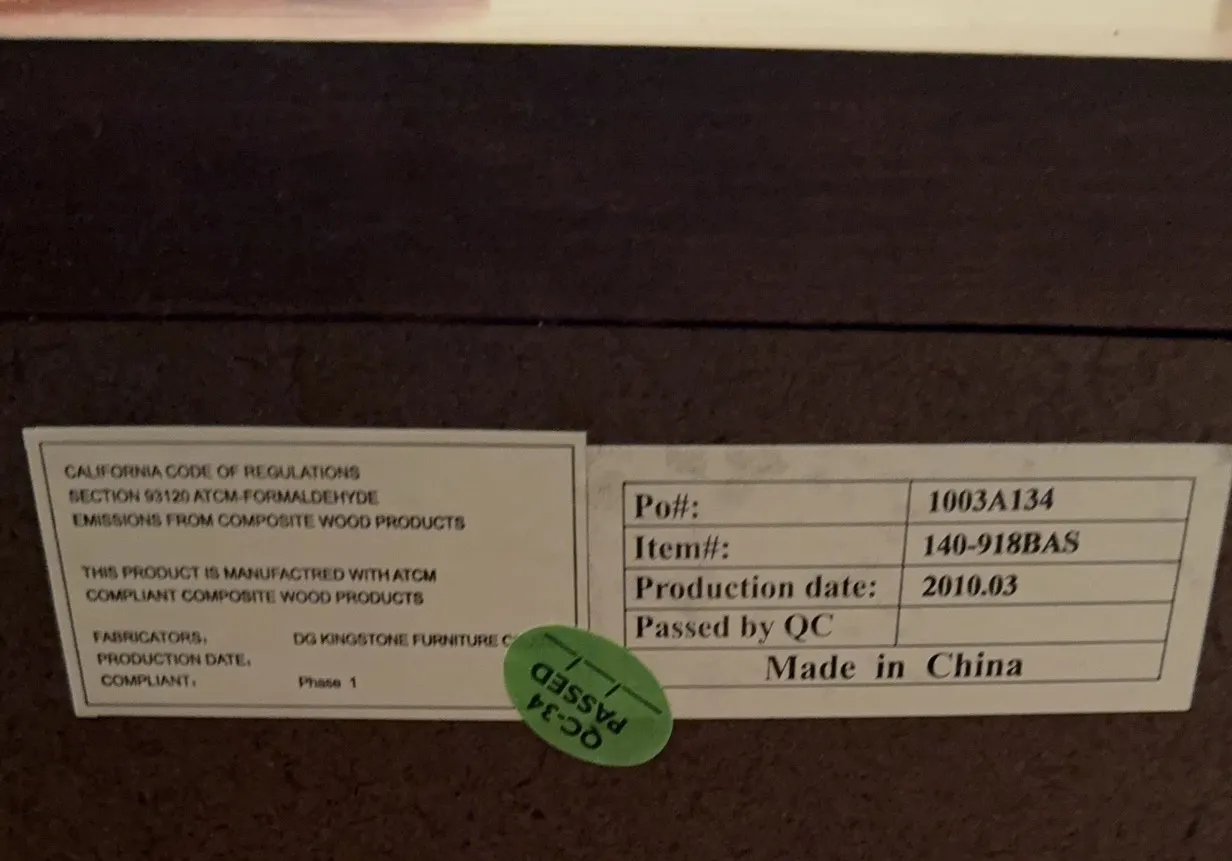 CALIFORNIA CODE OF REGULATIONS
SECTION 93120 ATCM-FORMALDEHYDE
EMISSIONS FROM COMPOSITE WOOD PRODUCTS
THIS PRODUCT IS MANUFACTRED WITH ATCM
COMPLIANT COMPOSITE WOOD PRODUCTS
FABRICATORS: DG KINGSTONE FURNITURE
PRODUCTION DATE:
COMPLIANT: Phase 1
Po#: 1003A134
Item#: 140-918BAS
Production date: 2010.03
Passed by QC
Made in China
QC-34
PASSED